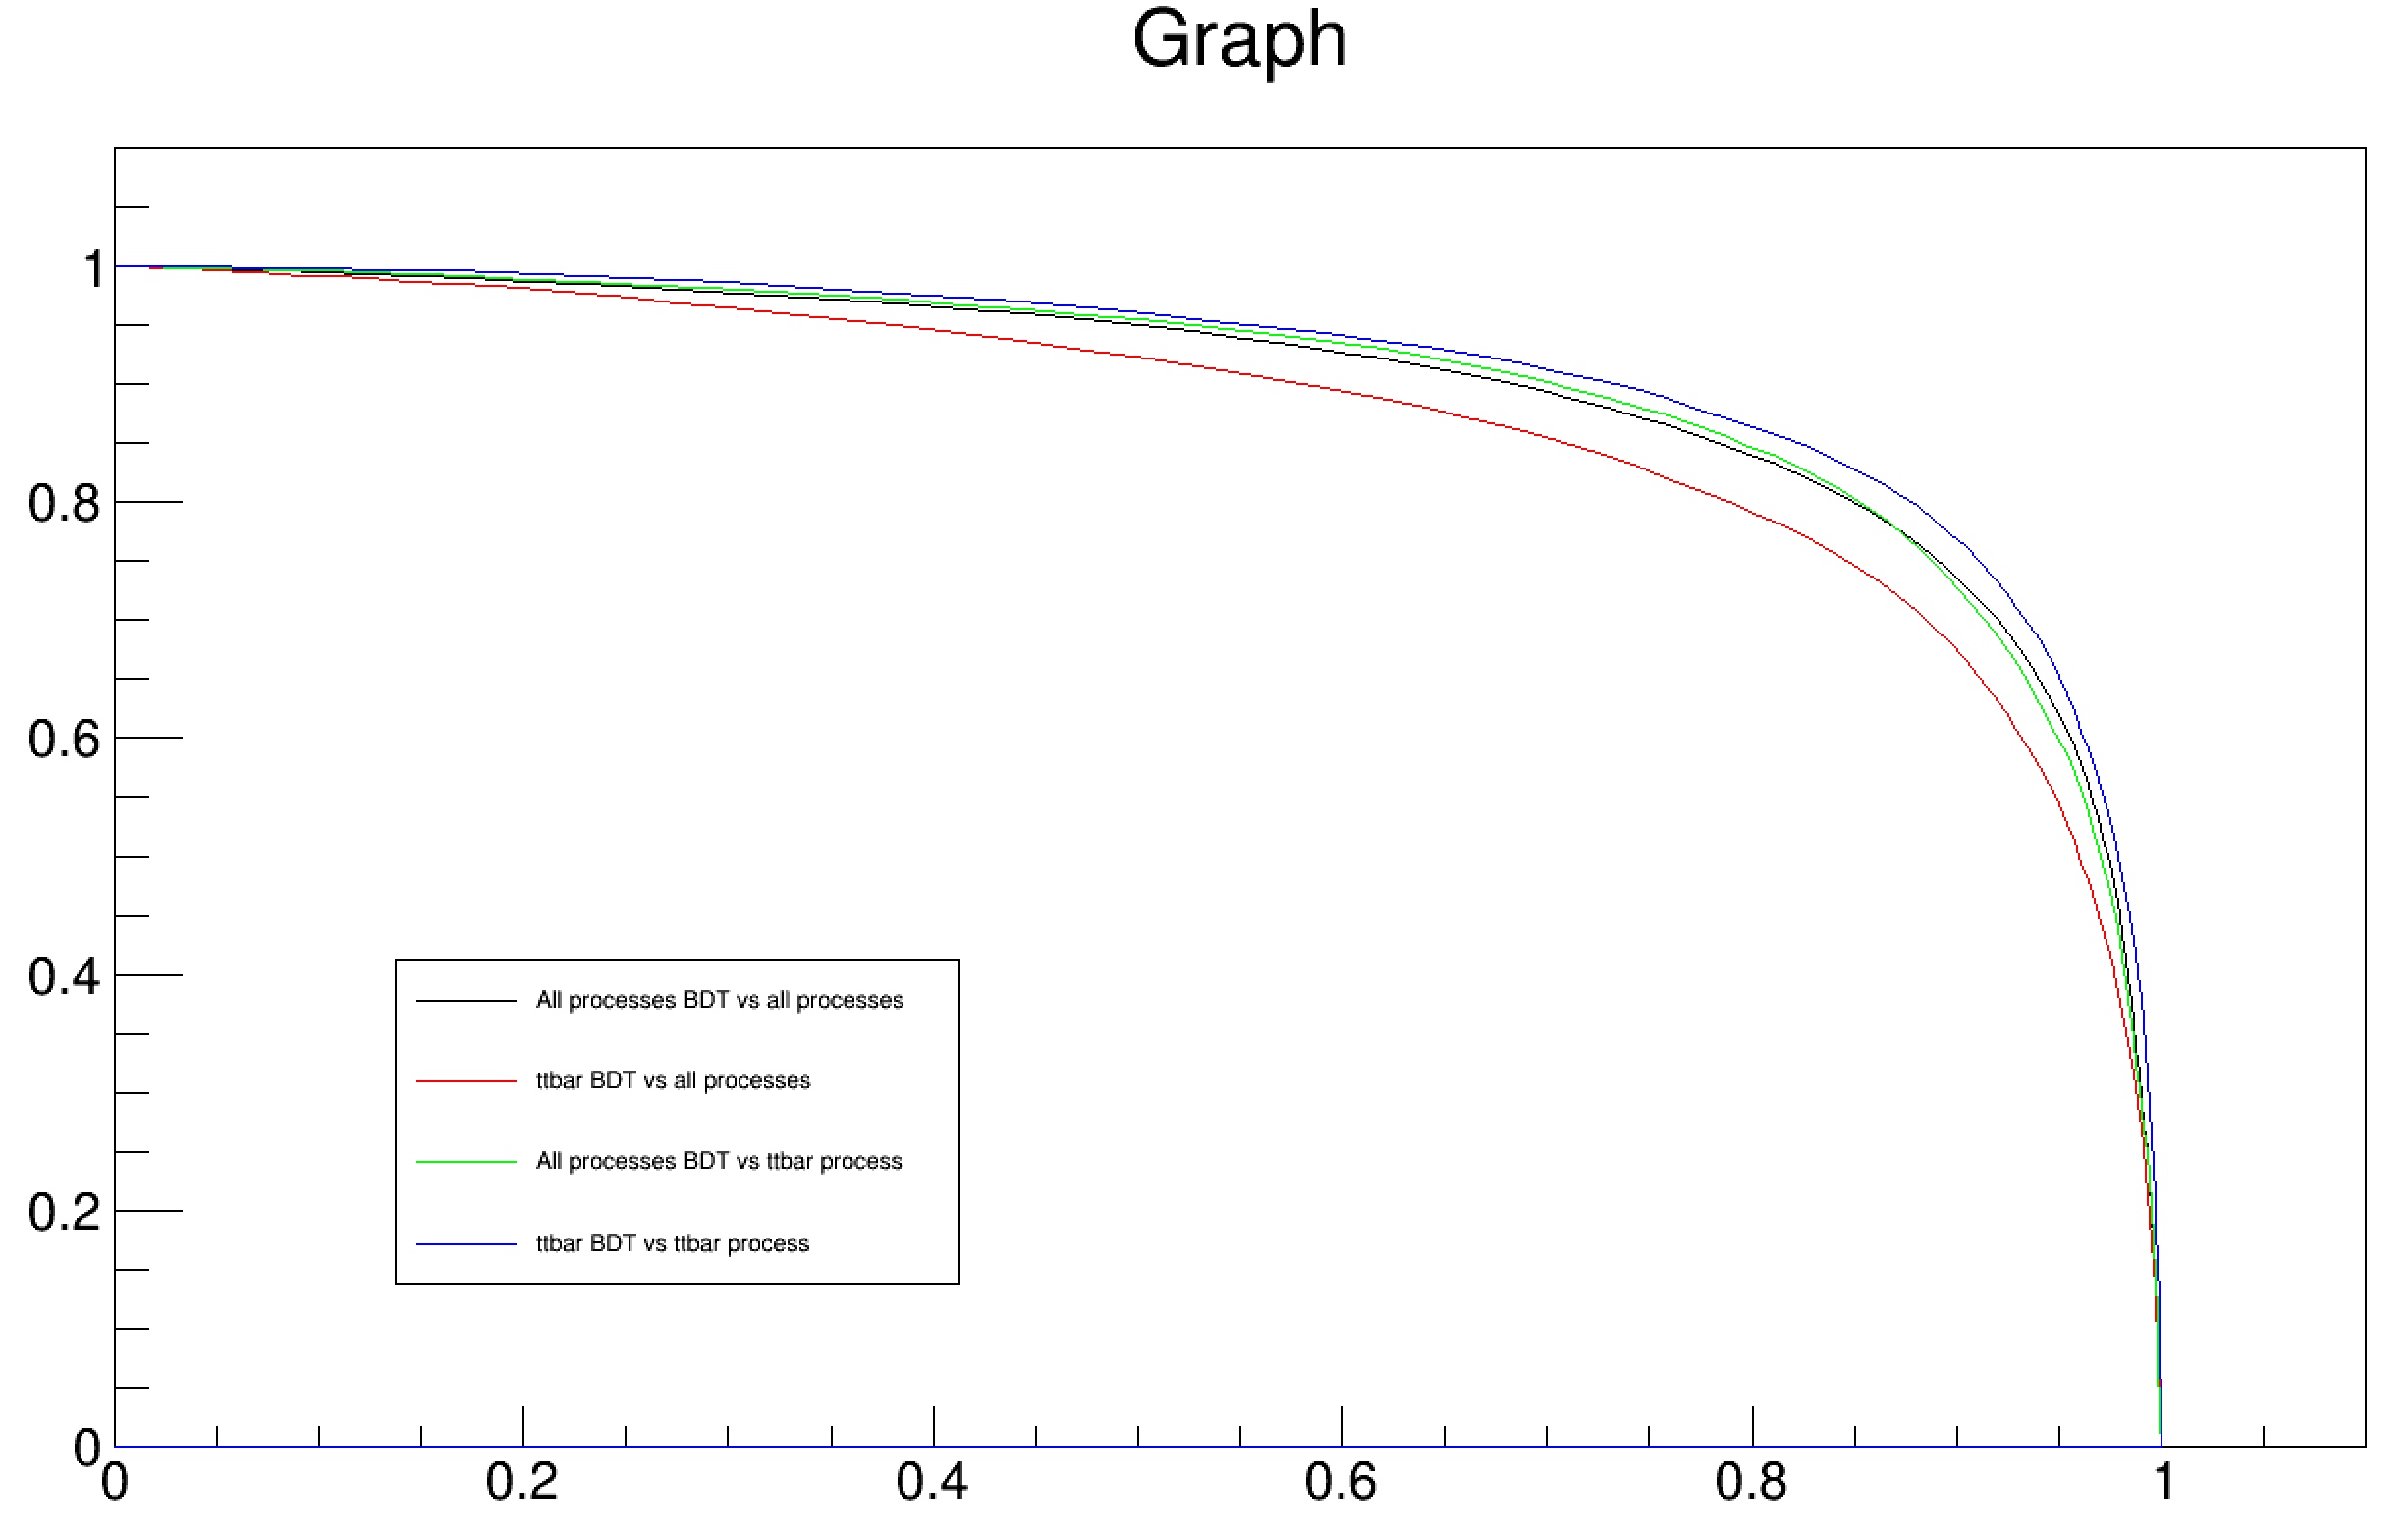 Graph
1
0.8
0.6
0.4
All processes BDT vs all processes
ttbar BDT vs all processes
All processes BDT vs ttbar process
ttbar BDT vs ttbar process
0.2
0
0 0.2 0.4 0.6 0.8 1